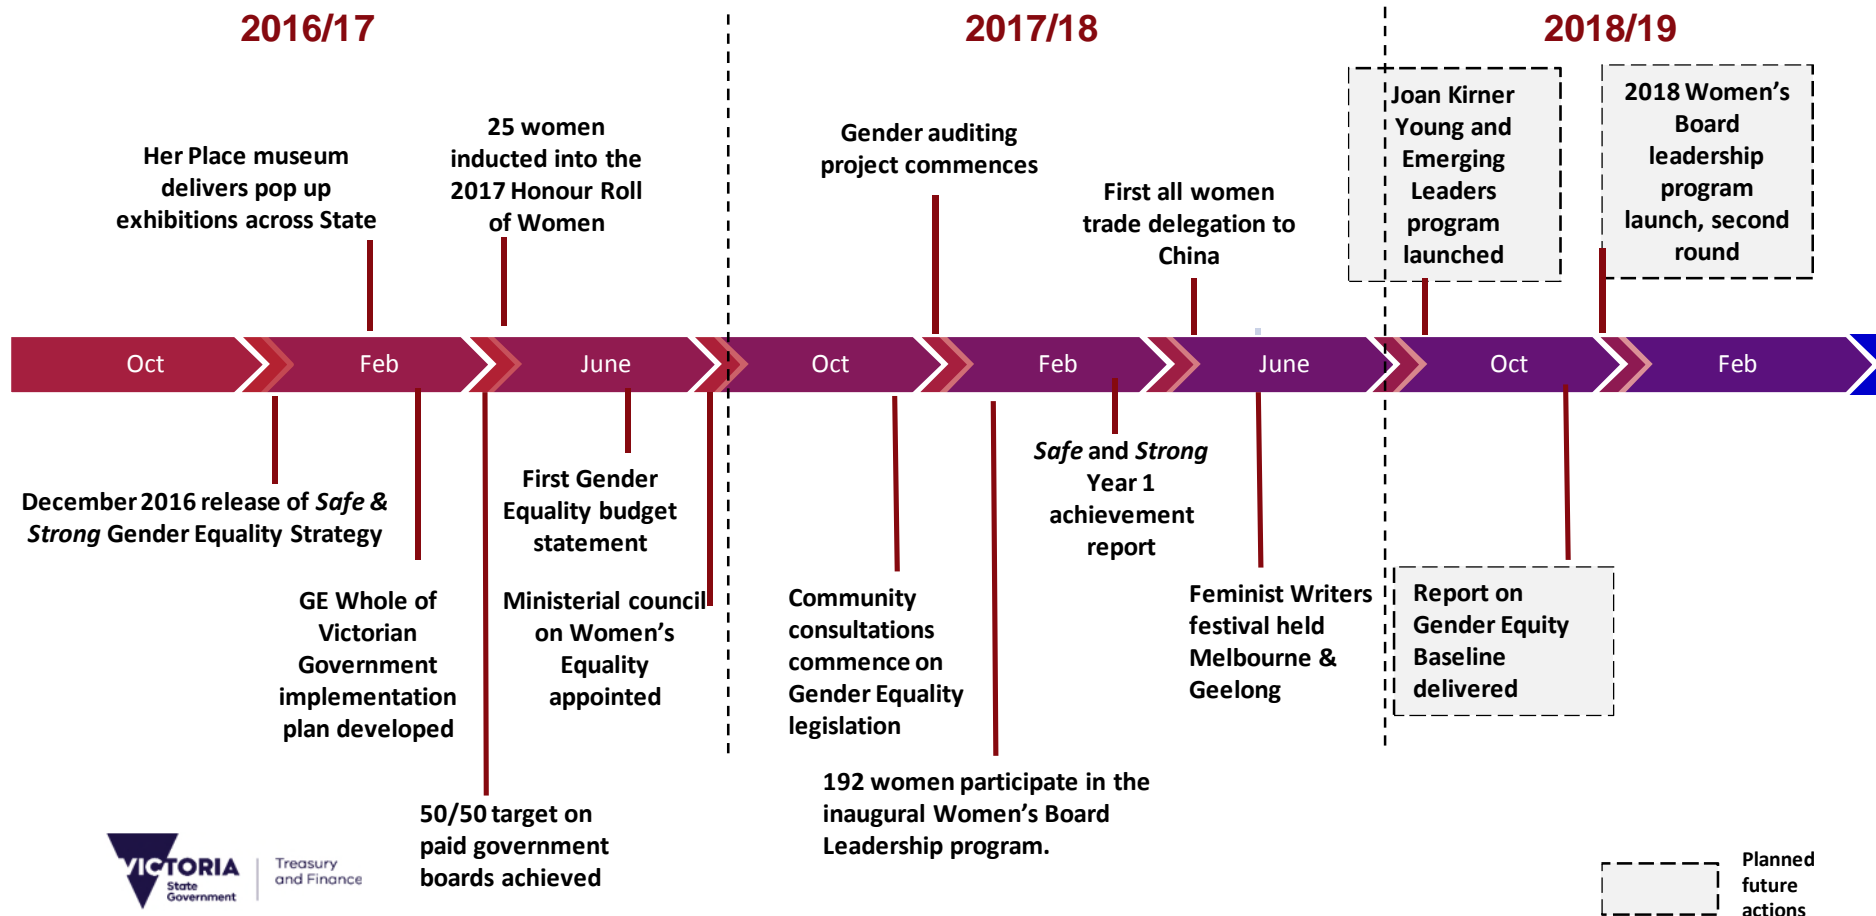 2016/17
2017/18
2018/19
Her Place museum
delivers pop up
exhibitions across State
25 women
inducted into the
2017 Honour Roll
of Women
Gender auditing
project commences
First all women
trade delegation to
China
Joan Kirner
Young and
Emerging
Leaders
program
launched
2018 Women’s
Board
leadership
program
launch, second
round
Oct
Feb
June
Oct
Feb
June
Oct
Feb
December 2016 release of Safe &
Strong Gender Equality Strategy
GE Whole of
Victorian
Government
implementation
plan developed
50/50 target on
paid government
boards achieved
First Gender
Equality budget
statement
Ministerial council
on Women’s
Equality
appointed
Community
consultations
commence on
Gender Equality
legislation
192 women participate in the
inaugural Women’s Board
Leadership program.
Safe and Strong
Year 1
achievement
report
Feminist Writers
festival held
Melbourne &
Geelong
Report on
Gender Equity
Baseline
delivered
VICTORIA
State
Government
Treasury
and Finance
Planned
future
actions